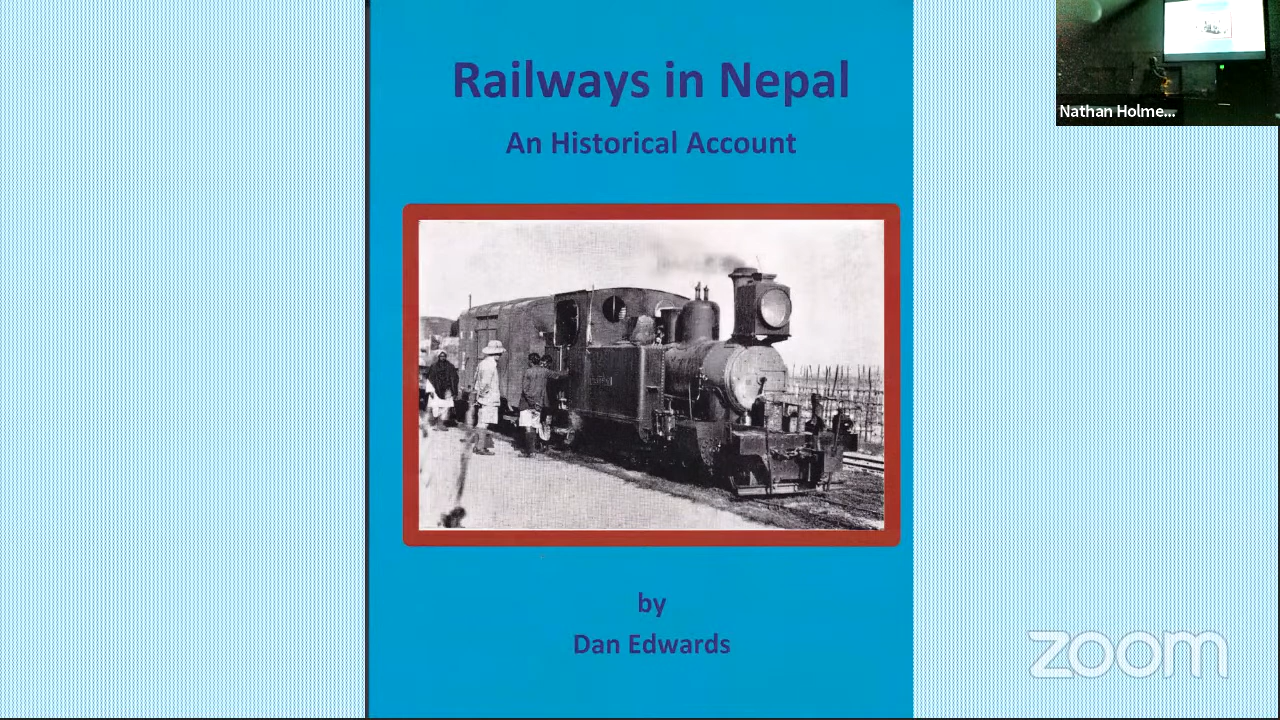 Railways in Nepal
An Historical Account
by
Dan Edwards
Nathan Holme...
zoom